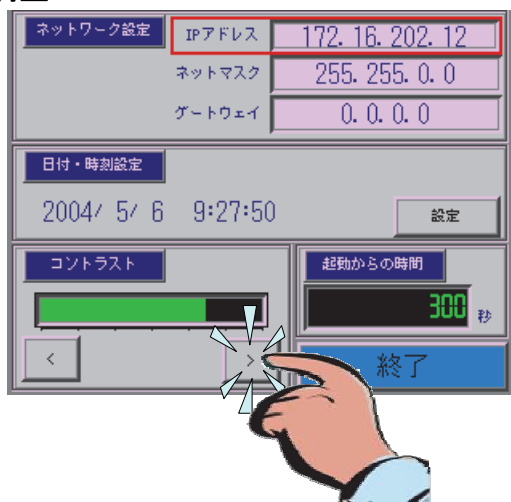 ネットワーク設定
IPアドレス 172. 16. 202. 12
ネットマスク 255. 255. 0. 0
ゲートウェイ 0. 0. 0. 0
日付・時刻設定
2004/ 5/ 6 9:27:50
設定
コントラスト
起動からの時間
300 秒
< >
終了